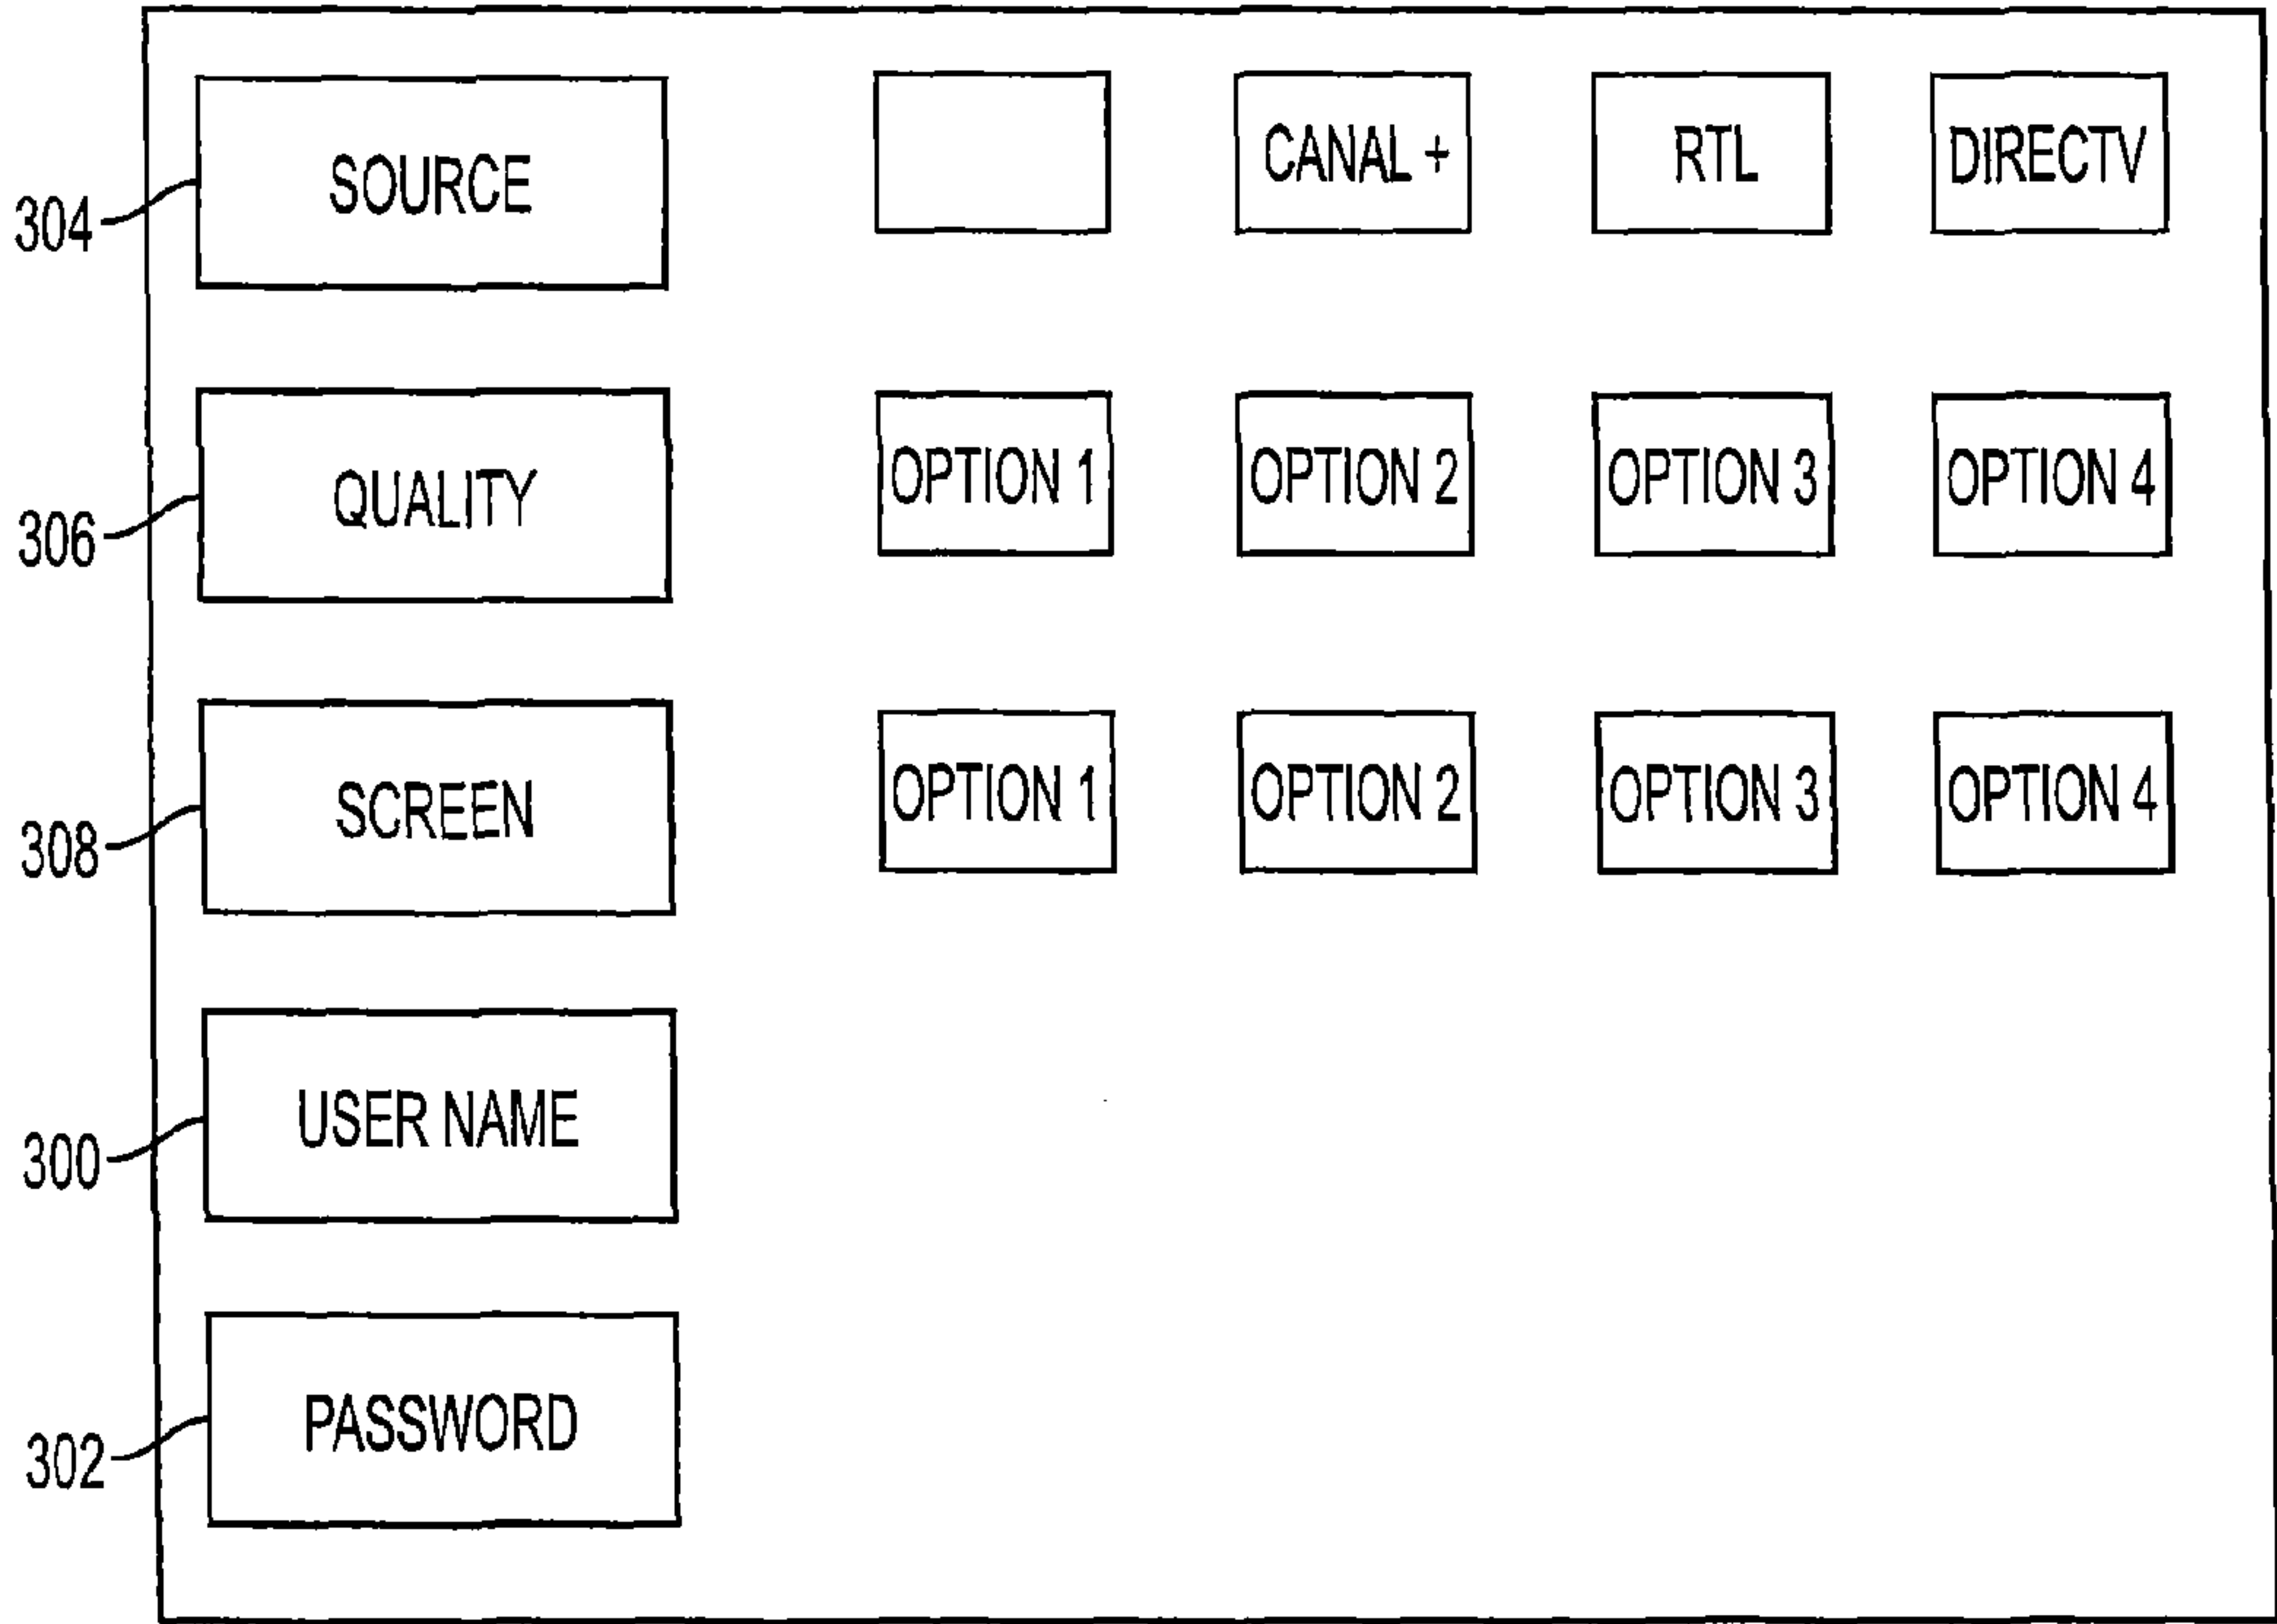 304 SOURCE CANAL + RTL DIRECTV
306 QUALITY OPTION 1 OPTION 2 OPTION 3 OPTION 4
308 SCREEN OPTION 1 OPTION 2 OPTION 3 OPTION 4
300 USER NAME
302 PASSWORD